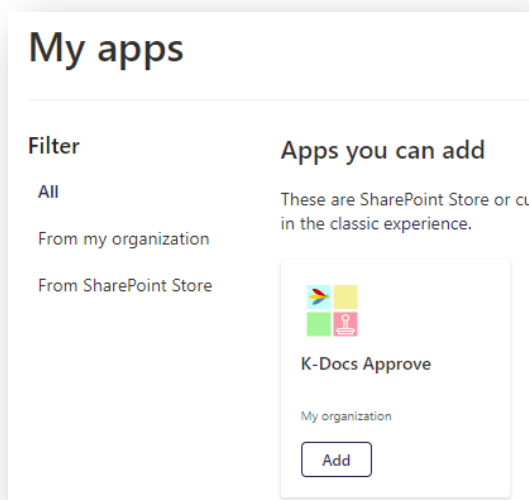 My apps
Filter
All
From my organization
From SharePoint Store
Apps you can add
These are SharePoint Store or
in the classic experience.
K-Docs Approve
My organization
Add